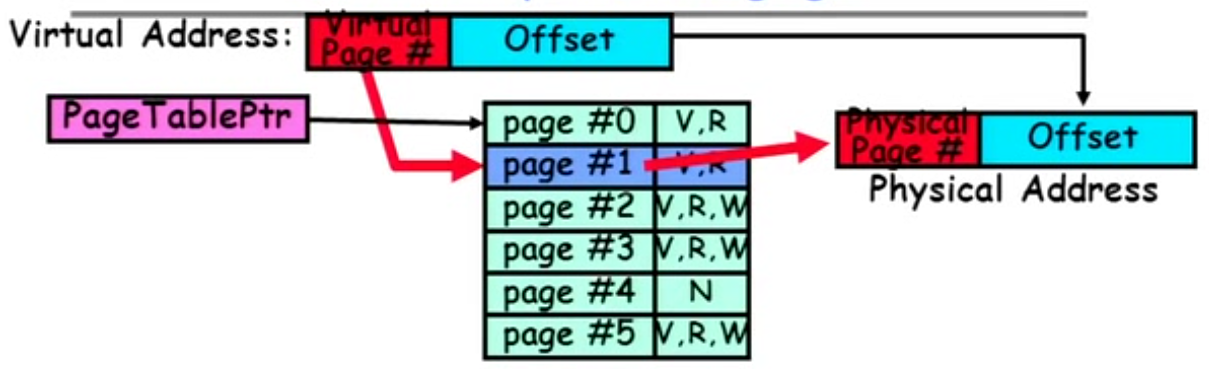 Virtual Address:
Virtual
Page #
Offset
PageTablePtr
page #0 V,R
page #1 V,R
page #2 V,R,W
page #3 V,R,W
page #4 N
page #5 V,R,W
Physical
Page #
Offset
Physical Address